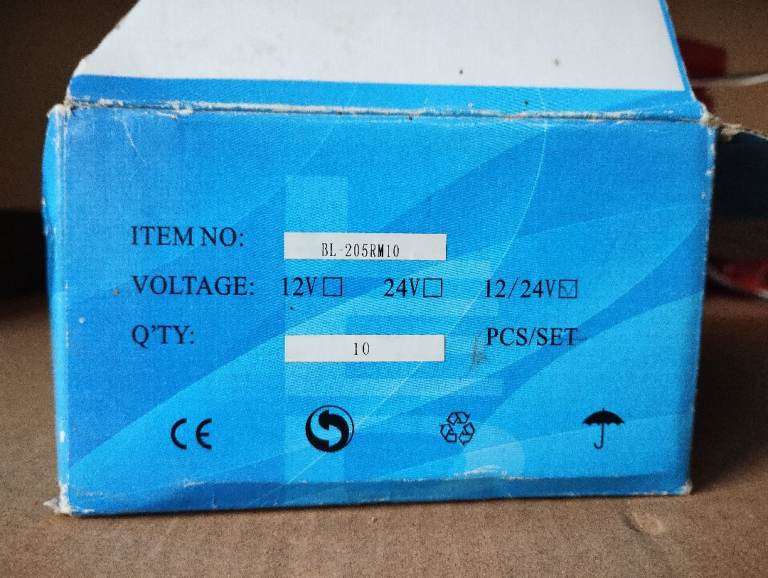 ITEM NO: BL-205RM10
VOLTAGE: 12V☐ 24V☐ 12/24V☑
Q'TY: 10 PCS/SET
CE